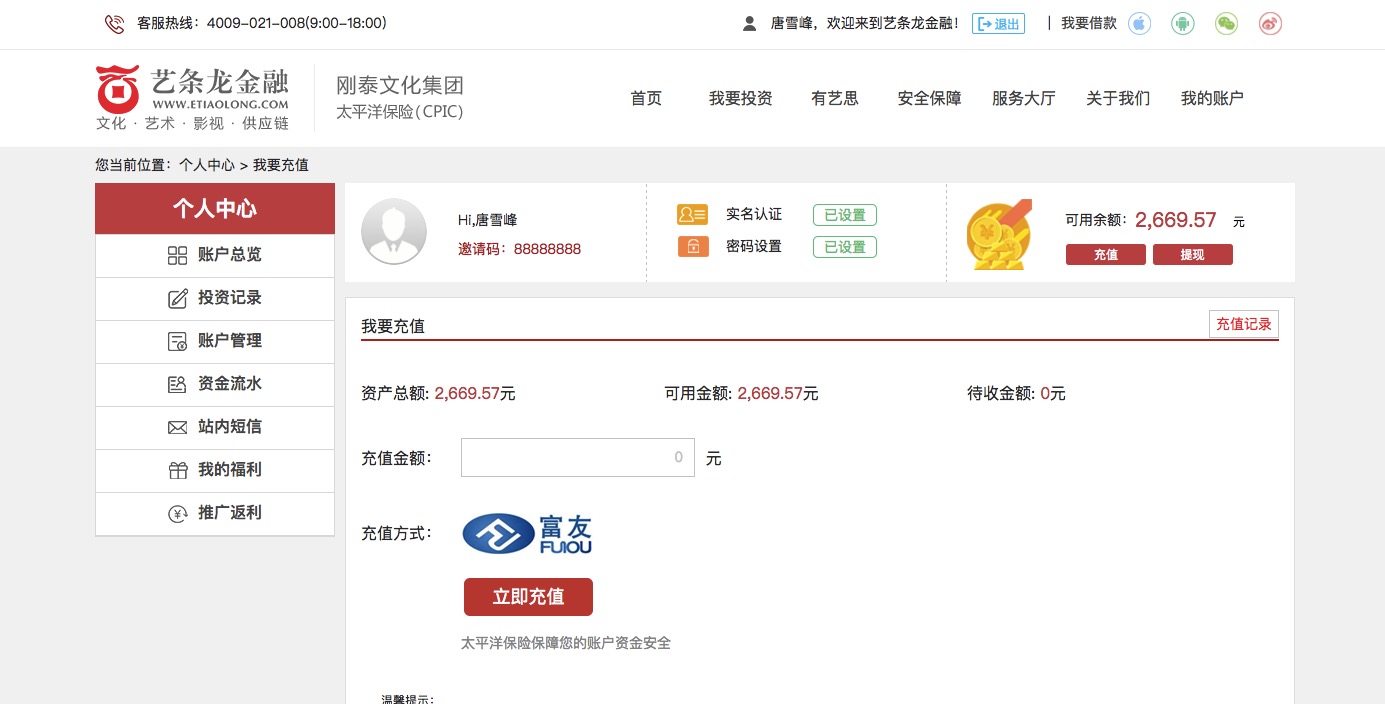 客服热线：4009-021-008(9:00-18:00)
唐雪峰，欢迎来到艺条龙金融！ 退出 | 我要借款
艺条龙金融
WWW.ETIAOLONG.COM
文化 · 艺术 · 影视 · 供应链
刚泰文化集团
太平洋保险(CPIC)
首页 我要投资 有艺思 安全保障 服务大厅 关于我们 我的账户
您当前位置：个人中心 > 我要充值
个人中心
账户总览
投资记录
账户管理
资金流水
站内短信
我的福利
推广返利
Hi,唐雪峰
邀请码：88888888
实名认证 已设置
密码设置 已设置
可用余额：2,669.57 元
充值 提现
我要充值 充值记录
资产总额: 2,669.57元 可用金额: 2,669.57元 待收金额: 0元
充值金额： 0 元
充值方式： 富友
FUIOU
立即充值
太平洋保险保障您的账户资金安全
温馨提示：